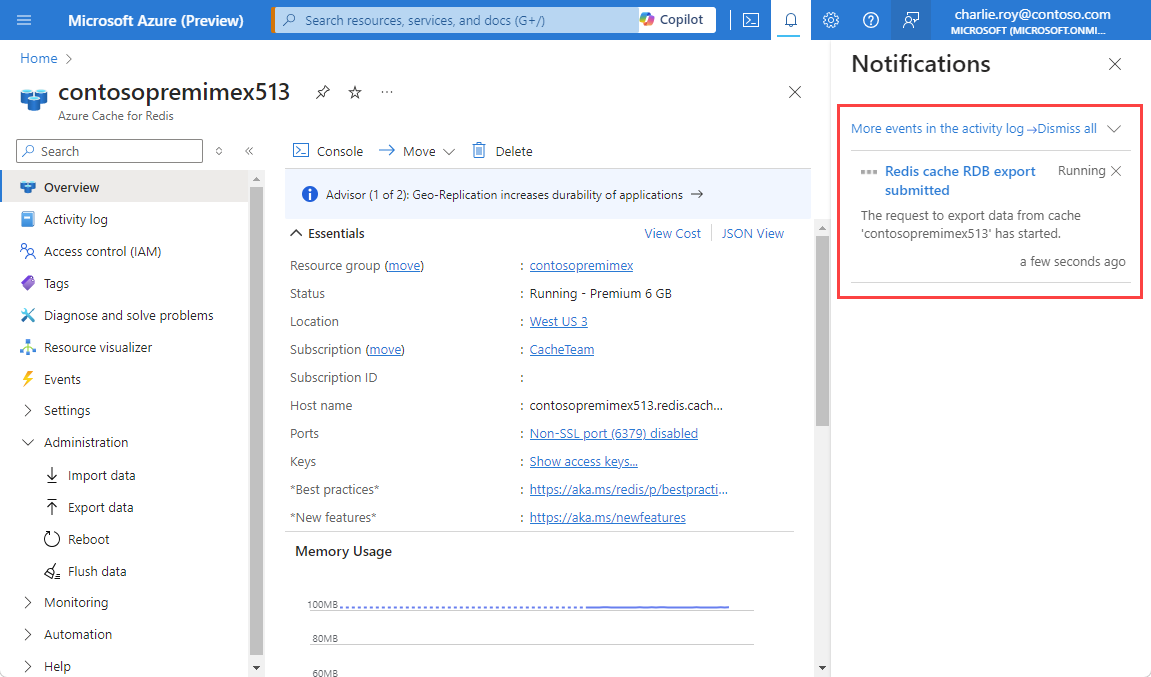 Microsoft Azure (Preview)
Search resources, services, and docs (G+/)
Copilot
charlie.roy@contoso.com
MICROSOFT (MICROSOFT.ONMI...
Home
contosopremimex513
...
Azure Cache for Redis
Search
Overview
Activity log
Access control (IAM)
Tags
Diagnose and solve problems
Resource visualizer
Events
Settings
Administration
Import data
Export data
Reboot
Flush data
Monitoring
Automation
Help
Console
Move
Delete
Advisor (1 of 2): Geo-Replication increases durability of applications →
Essentials
View Cost
JSON View
Resource group (move) : contosopremimex
Status : Running - Premium 6 GB
Location : West US 3
Subscription (move) : CacheTeam
Subscription ID :
Host name : contosopremimex513.redis.cach...
Ports : Non-SSL port (6379) disabled
Keys : Show access keys...
*Best practices* : https://aka.ms/redis/p/bestpracti...
*New features* : https://aka.ms/newfeatures
Memory Usage
100MB
80MB
60MB
Notifications
More events in the activity log →
Dismiss all
Redis cache RDB export
submitted
Running
The request to export data from cache
'contosopremimex513' has started.
a few seconds ago